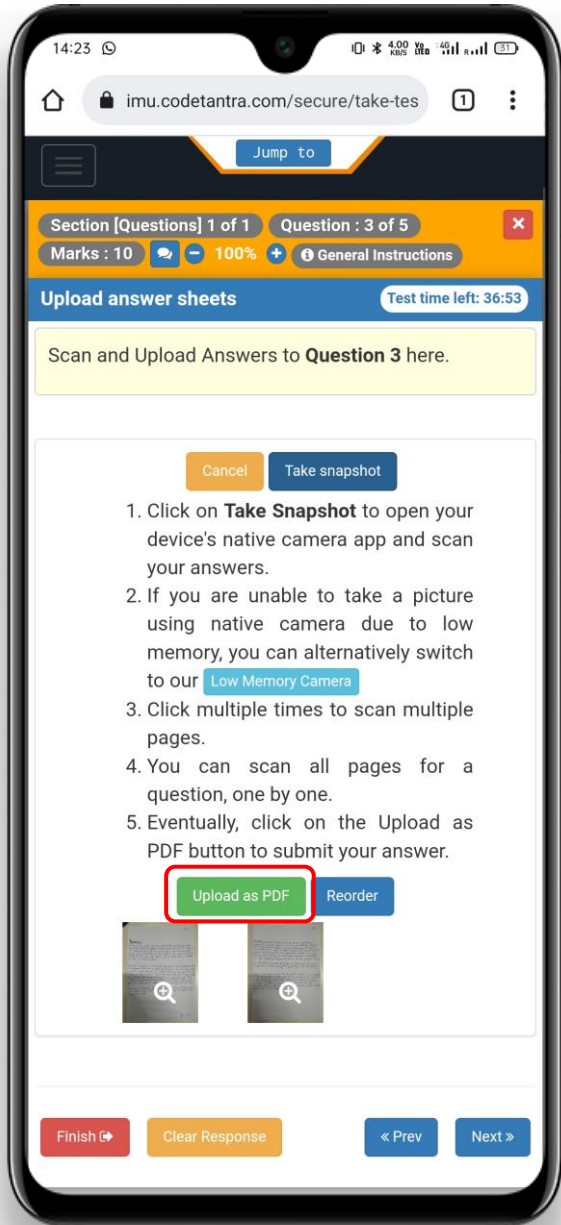 14:23
4.00 KB/S Vo LTE 4G R 31
imu.codetantra.com/secure/take-tes 1
Jump to
Section [Questions] 1 of 1 Question : 3 of 5 ×
Marks : 10 100% General Instructions
Upload answer sheets Test time left: 36:53
Scan and Upload Answers to Question 3 here.
Cancel Take snapshot
1. Click on Take Snapshot to open your
device's native camera app and scan
your answers.
2. If you are unable to take a picture
using native camera due to low
memory, you can alternatively switch
to our Low Memory Camera
3. Click multiple times to scan multiple
pages.
4. You can scan all pages for a
question, one by one.
5. Eventually, click on the Upload as
PDF button to submit your answer.
Upload as PDF Reorder
Finish Clear Response « Prev Next »